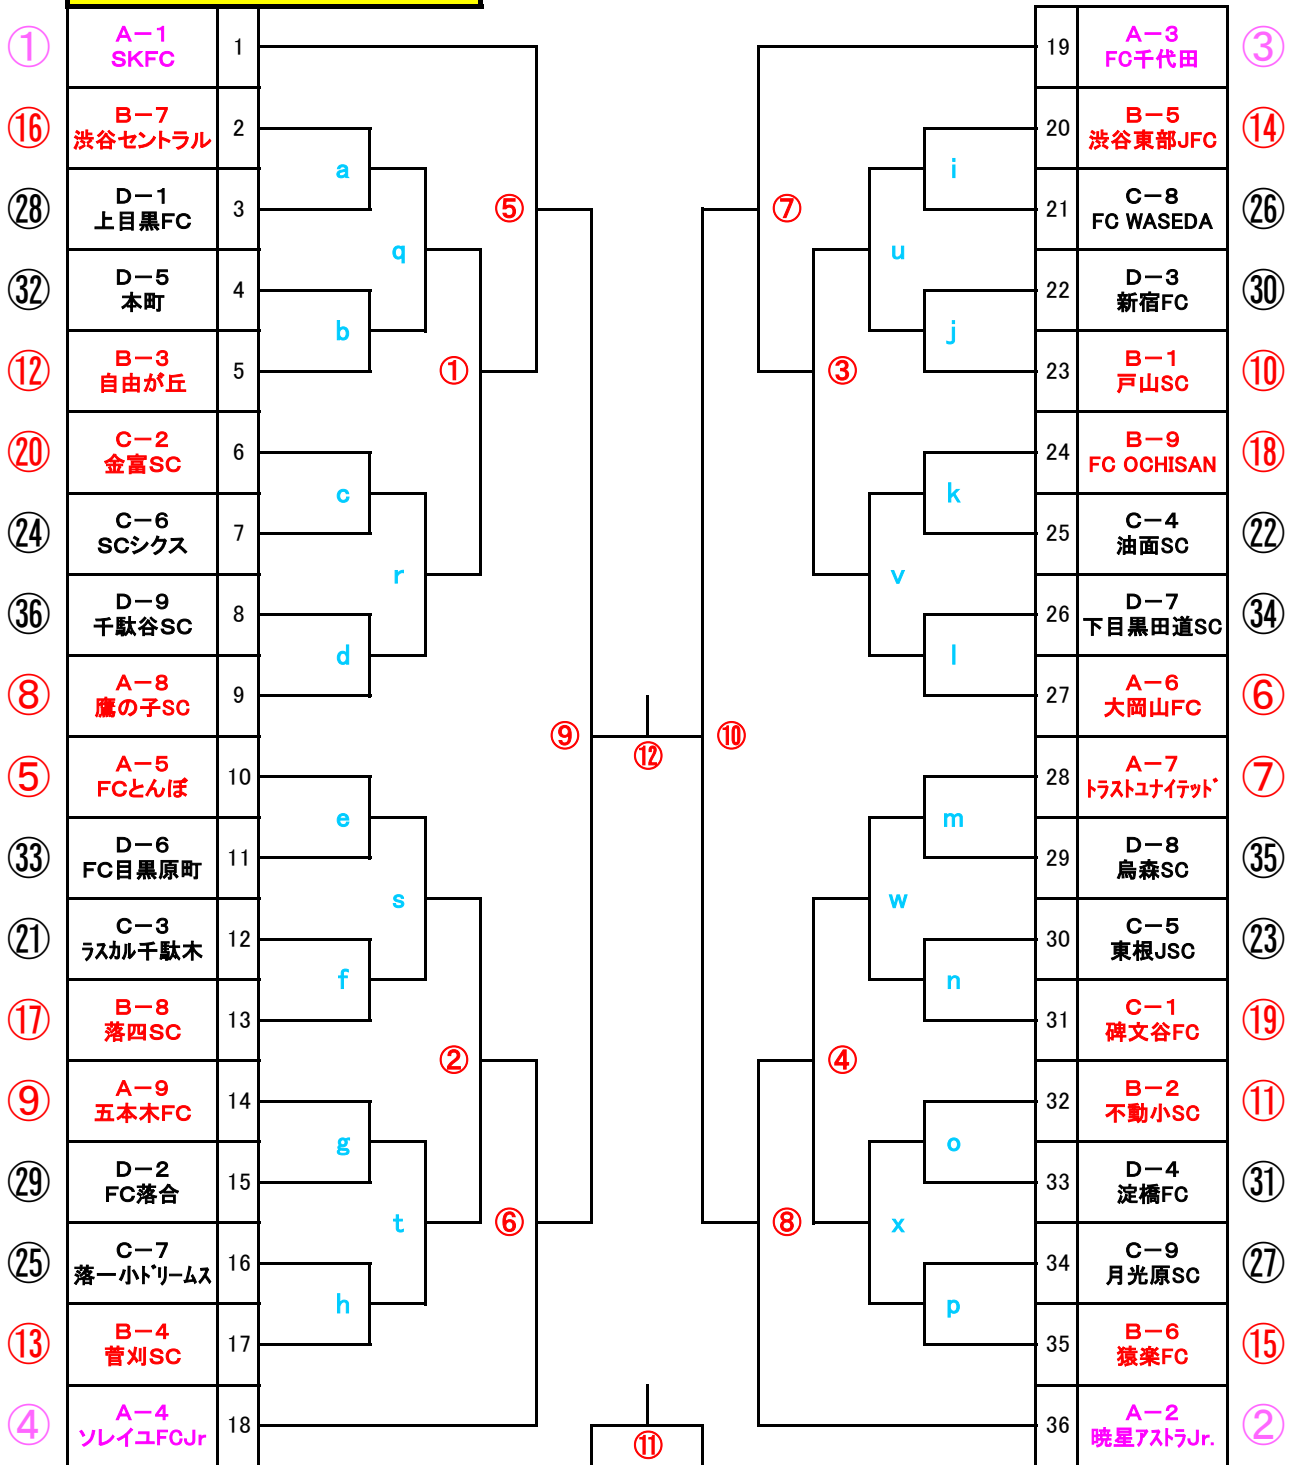 ① A－1 1 19 A－3 ③
SKFC FC千代田
⑯ B－7 2 20 B－5 ⑭
渋谷セントラル 渋谷東部JFC
a i
㉘ D－1 3 ⑤ ⑦ 21 C－8 ㉖
上目黒FC FC WASEDA
q u
㉜ D－5 4 22 D－3 ㉚
本町 新宿FC
b j
⑫ B－3 5 ① ③ 23 B－1 ⑩
自由が丘 戸山SC
⑳ C－2 6 24 B－9 ⑱
金富SC FC OCHISAN
c k
㉔ C－6 7 25 C－4 ㉒
SCシクス 油面SC
r v
㊱ D－9 8 26 D－7 ㉞
千駄谷SC 下目黒田道SC
d l
⑧ A－8 9 27 A－6 ⑥
鷹の子SC 大岡山FC
⑨ ⑫ ⑩
⑤ A－5 10 28 A－7 ⑦
FCとんぼ ﾄﾗｽﾄﾕﾅｲﾃｯﾄﾞ
e m
㉝ D－6 11 29 D－8 ㉟
FC目黒原町 烏森SC
s w
㉑ C－3 12 30 C－5 ㉓
ﾗｽｶﾙ千駄木 東根JSC
f n
⑰ B－8 13 31 C－1 ⑲
落四SC 碑文谷FC
② ④
⑨ A－9 14 32 B－2 ⑪
五本木FC 不動小SC
g o
㉙ D－2 15 33 D－4 ㉛
FC落合 淀橋FC
t ⑥ ⑧ x
㉕ C－7 16 34 C－9 ㉗
落一小ﾄﾞﾘｰﾑｽ 月光原SC
h p
⑬ B－4 17 35 B－6 ⑮
菅刈SC 猿楽FC
④ A－4 18 36 A－2 ②
ソレイユFCJr 暁星ｱｽﾄﾗJr.
⑪